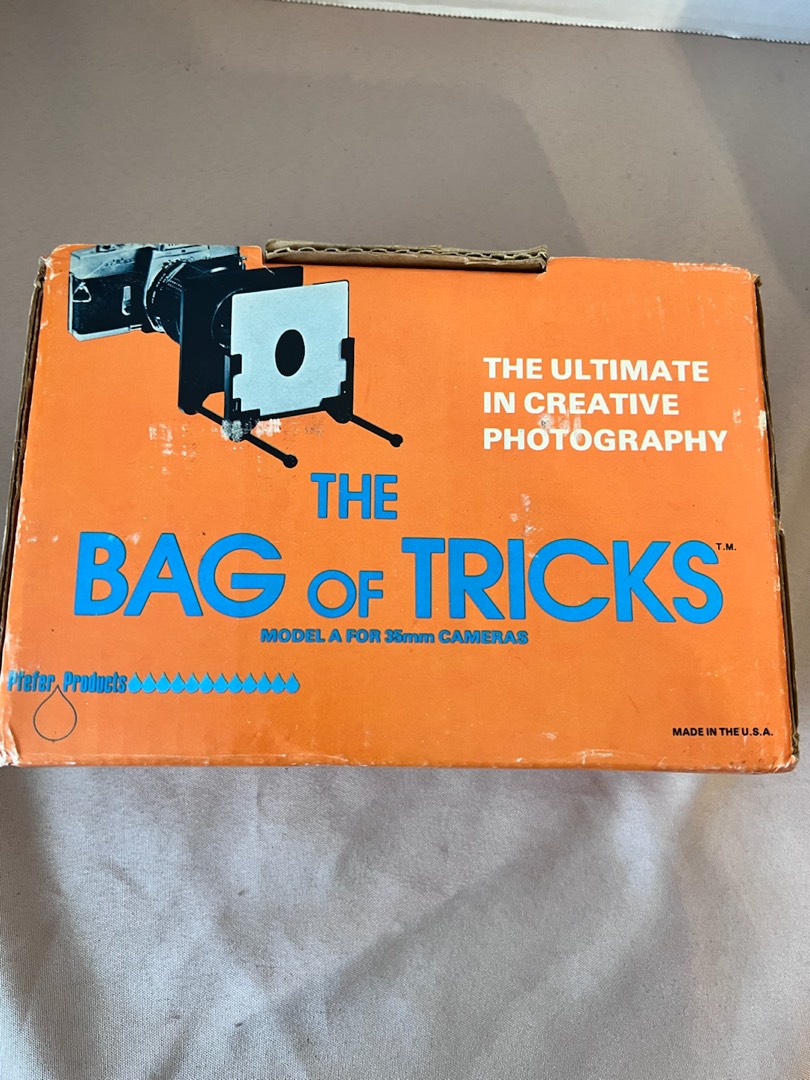 THE ULTIMATE
IN CREATIVE
PHOTOGRAPHY
THE
BAG OF TRICKS T.M.
MODEL A FOR 35mm CAMERAS
Pfefer Products
MADE IN THE U.S.A.